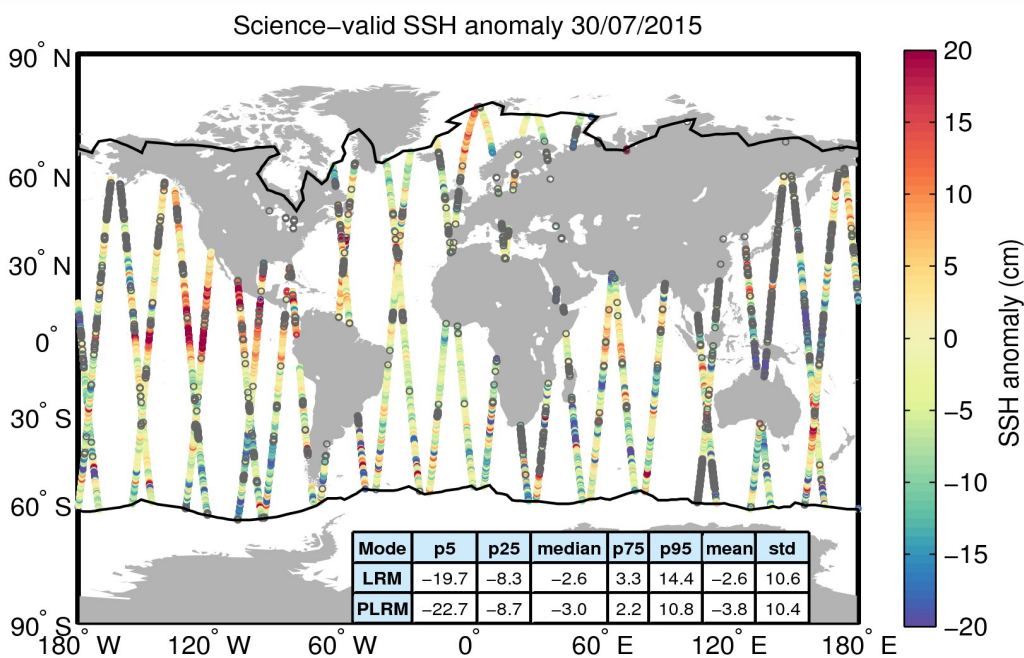 Science−valid SSH anomaly 30/07/2015
90° N
60° N
30° N
0°
30° S
60° S
90° S
180° W
120° W
60° W
0°
60° E
120° E
180° E
Mode p5 p25 median p75 p95 mean std
LRM −19.7 −8.3 −2.6 3.3 14.4 −2.6 10.6
PLRM −22.7 −8.7 −3.0 2.2 10.8 −3.8 10.4
20
15
10
5
0
−5
−10
−15
−20
SSH anomaly (cm)